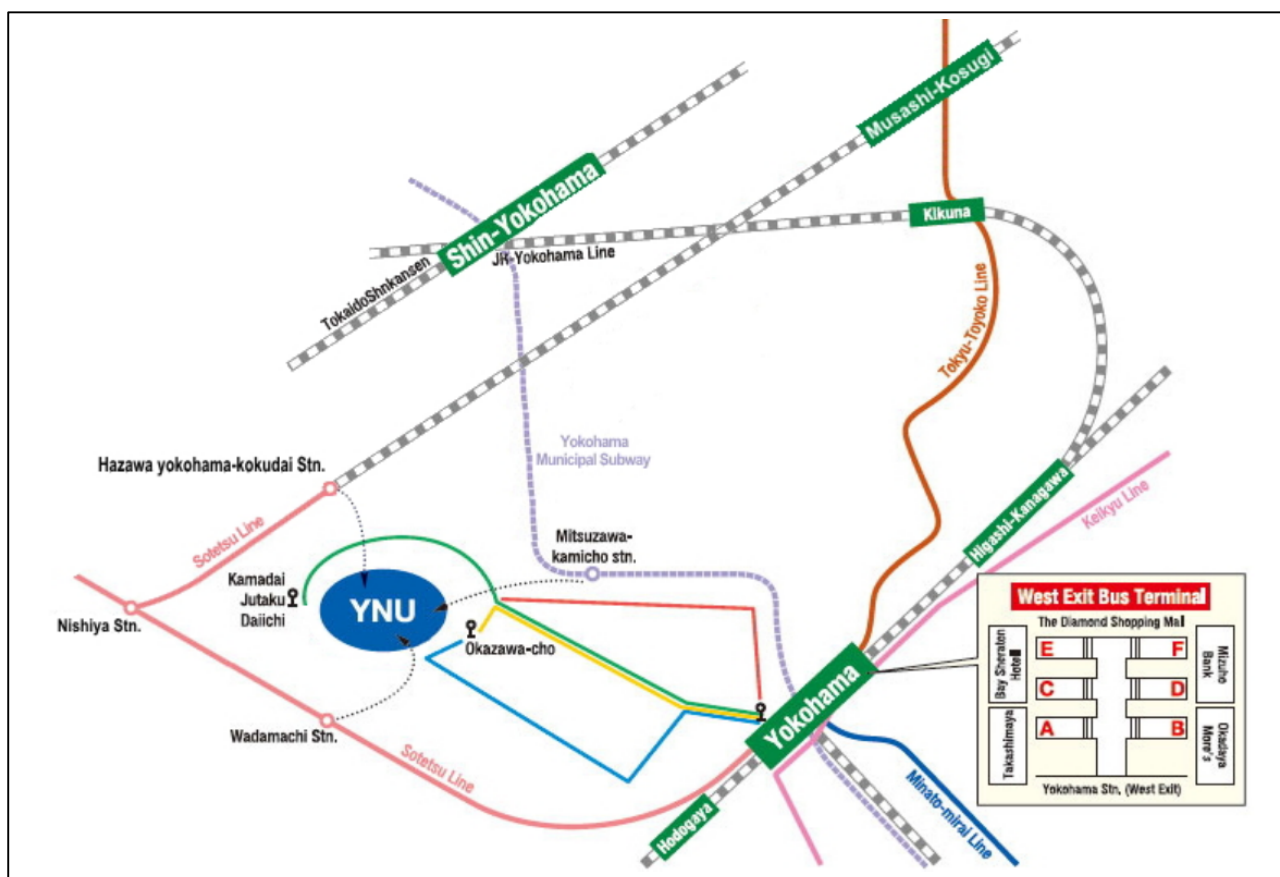 Musashi-Kosugi
Shin-Yokohama
Kikuna
JR-Yokohama Line
TokaidoShnkansen
Tokyu-Toyoko Line
Yokohama
Municipal Subway
Hazawa yokohama-kokudai Stn.
Sotetsu Line
Higashi-Kanagawa
Keikyu Line
Mitsuzawa-
kamicho stn.
Kamadai
Jutaku
Daiichi
YNU
Nishiya Stn.
Okazawa-cho
Wadamachi Stn.
Sotetsu Line
Yokohama
Hodogaya
Minato-mirai Line
West Exit Bus Terminal
The Diamond Shopping Mall
Bay Sheraton
Hotel
E
F
Mizuho
Bank
C
D
Takashimaya
A
B
Okadaya
More's
Yokohama Stn. (West Exit)